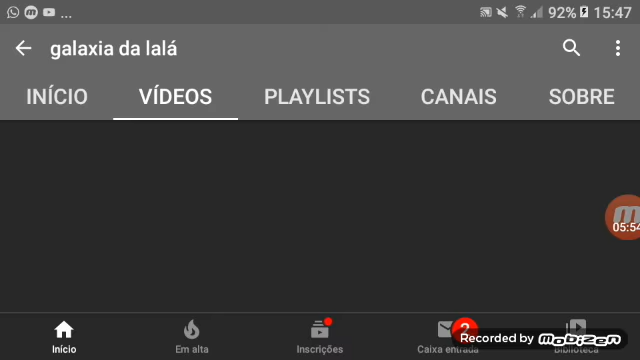 ... 92% 15:47
galaxia da lalá
INÍCIO VÍDEOS PLAYLISTS CANAIS SOBRE
05:54
Início Em alta Inscrições Caixa entrada 2 Biblioteca
Recorded by mobizen